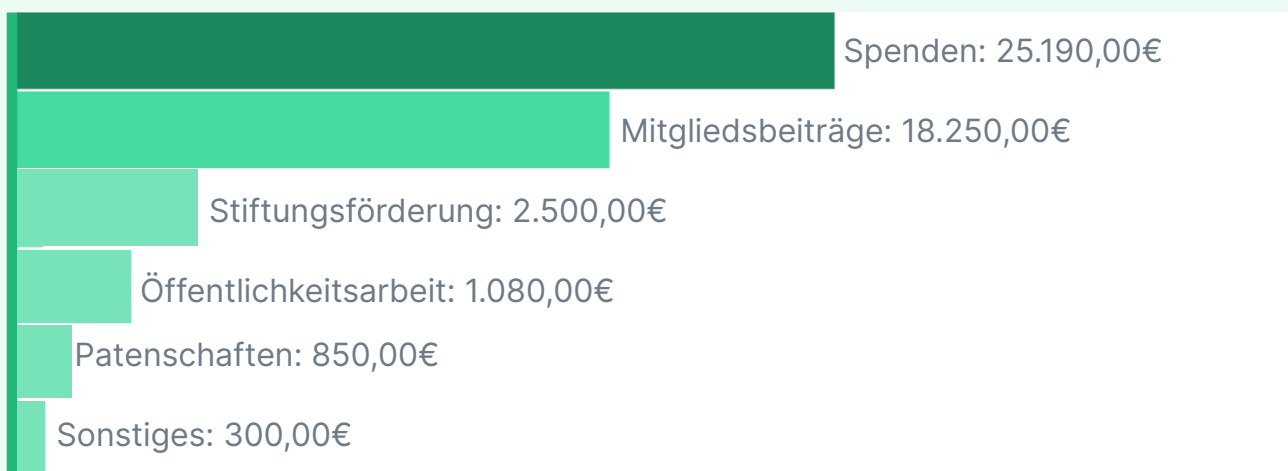 Spenden: 25.190,00€
Mitgliedsbeiträge: 18.250,00€
Stiftungsförderung: 2.500,00€
Öffentlichkeitsarbeit: 1.080,00€
Patenschaften: 850,00€
Sonstiges: 300,00€